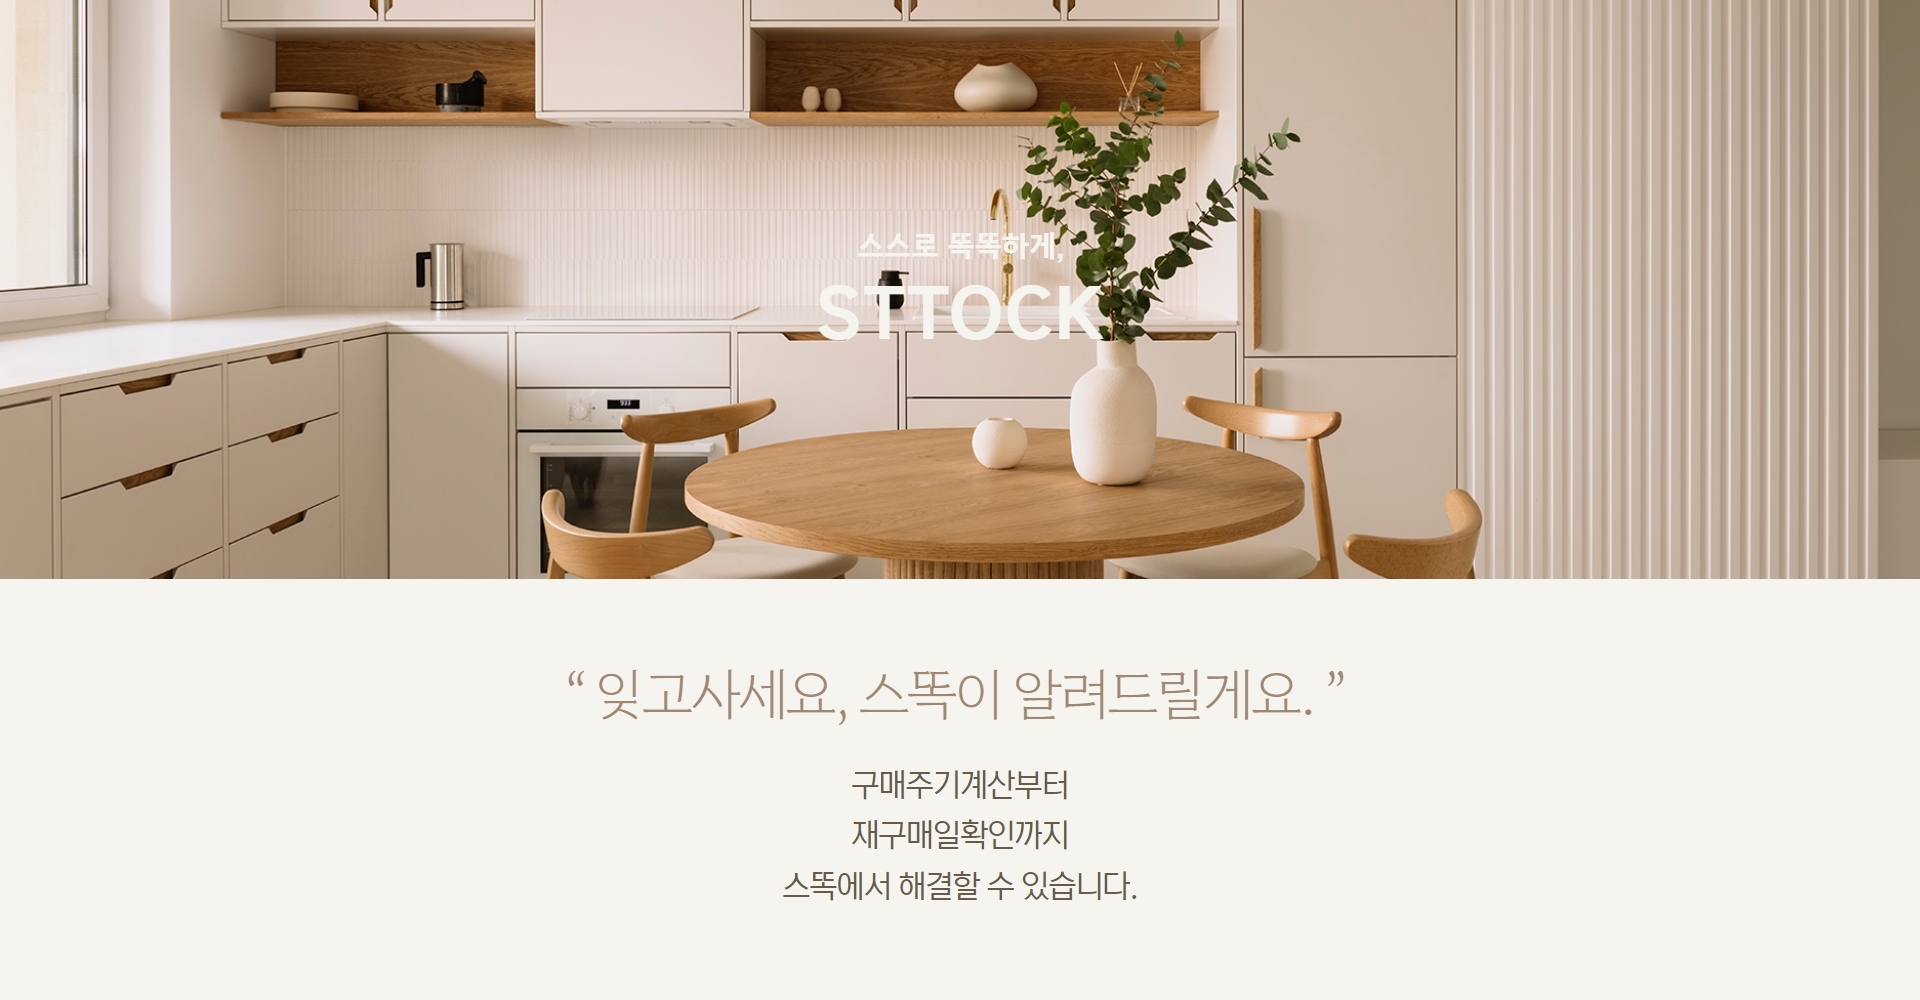 스스로 똑똑하게,
STTOCK
“ 잊고사세요, 스똑이 알려드릴게요. ”
구매주기계산부터
재구매일확인까지
스똑에서 해결할 수 있습니다.